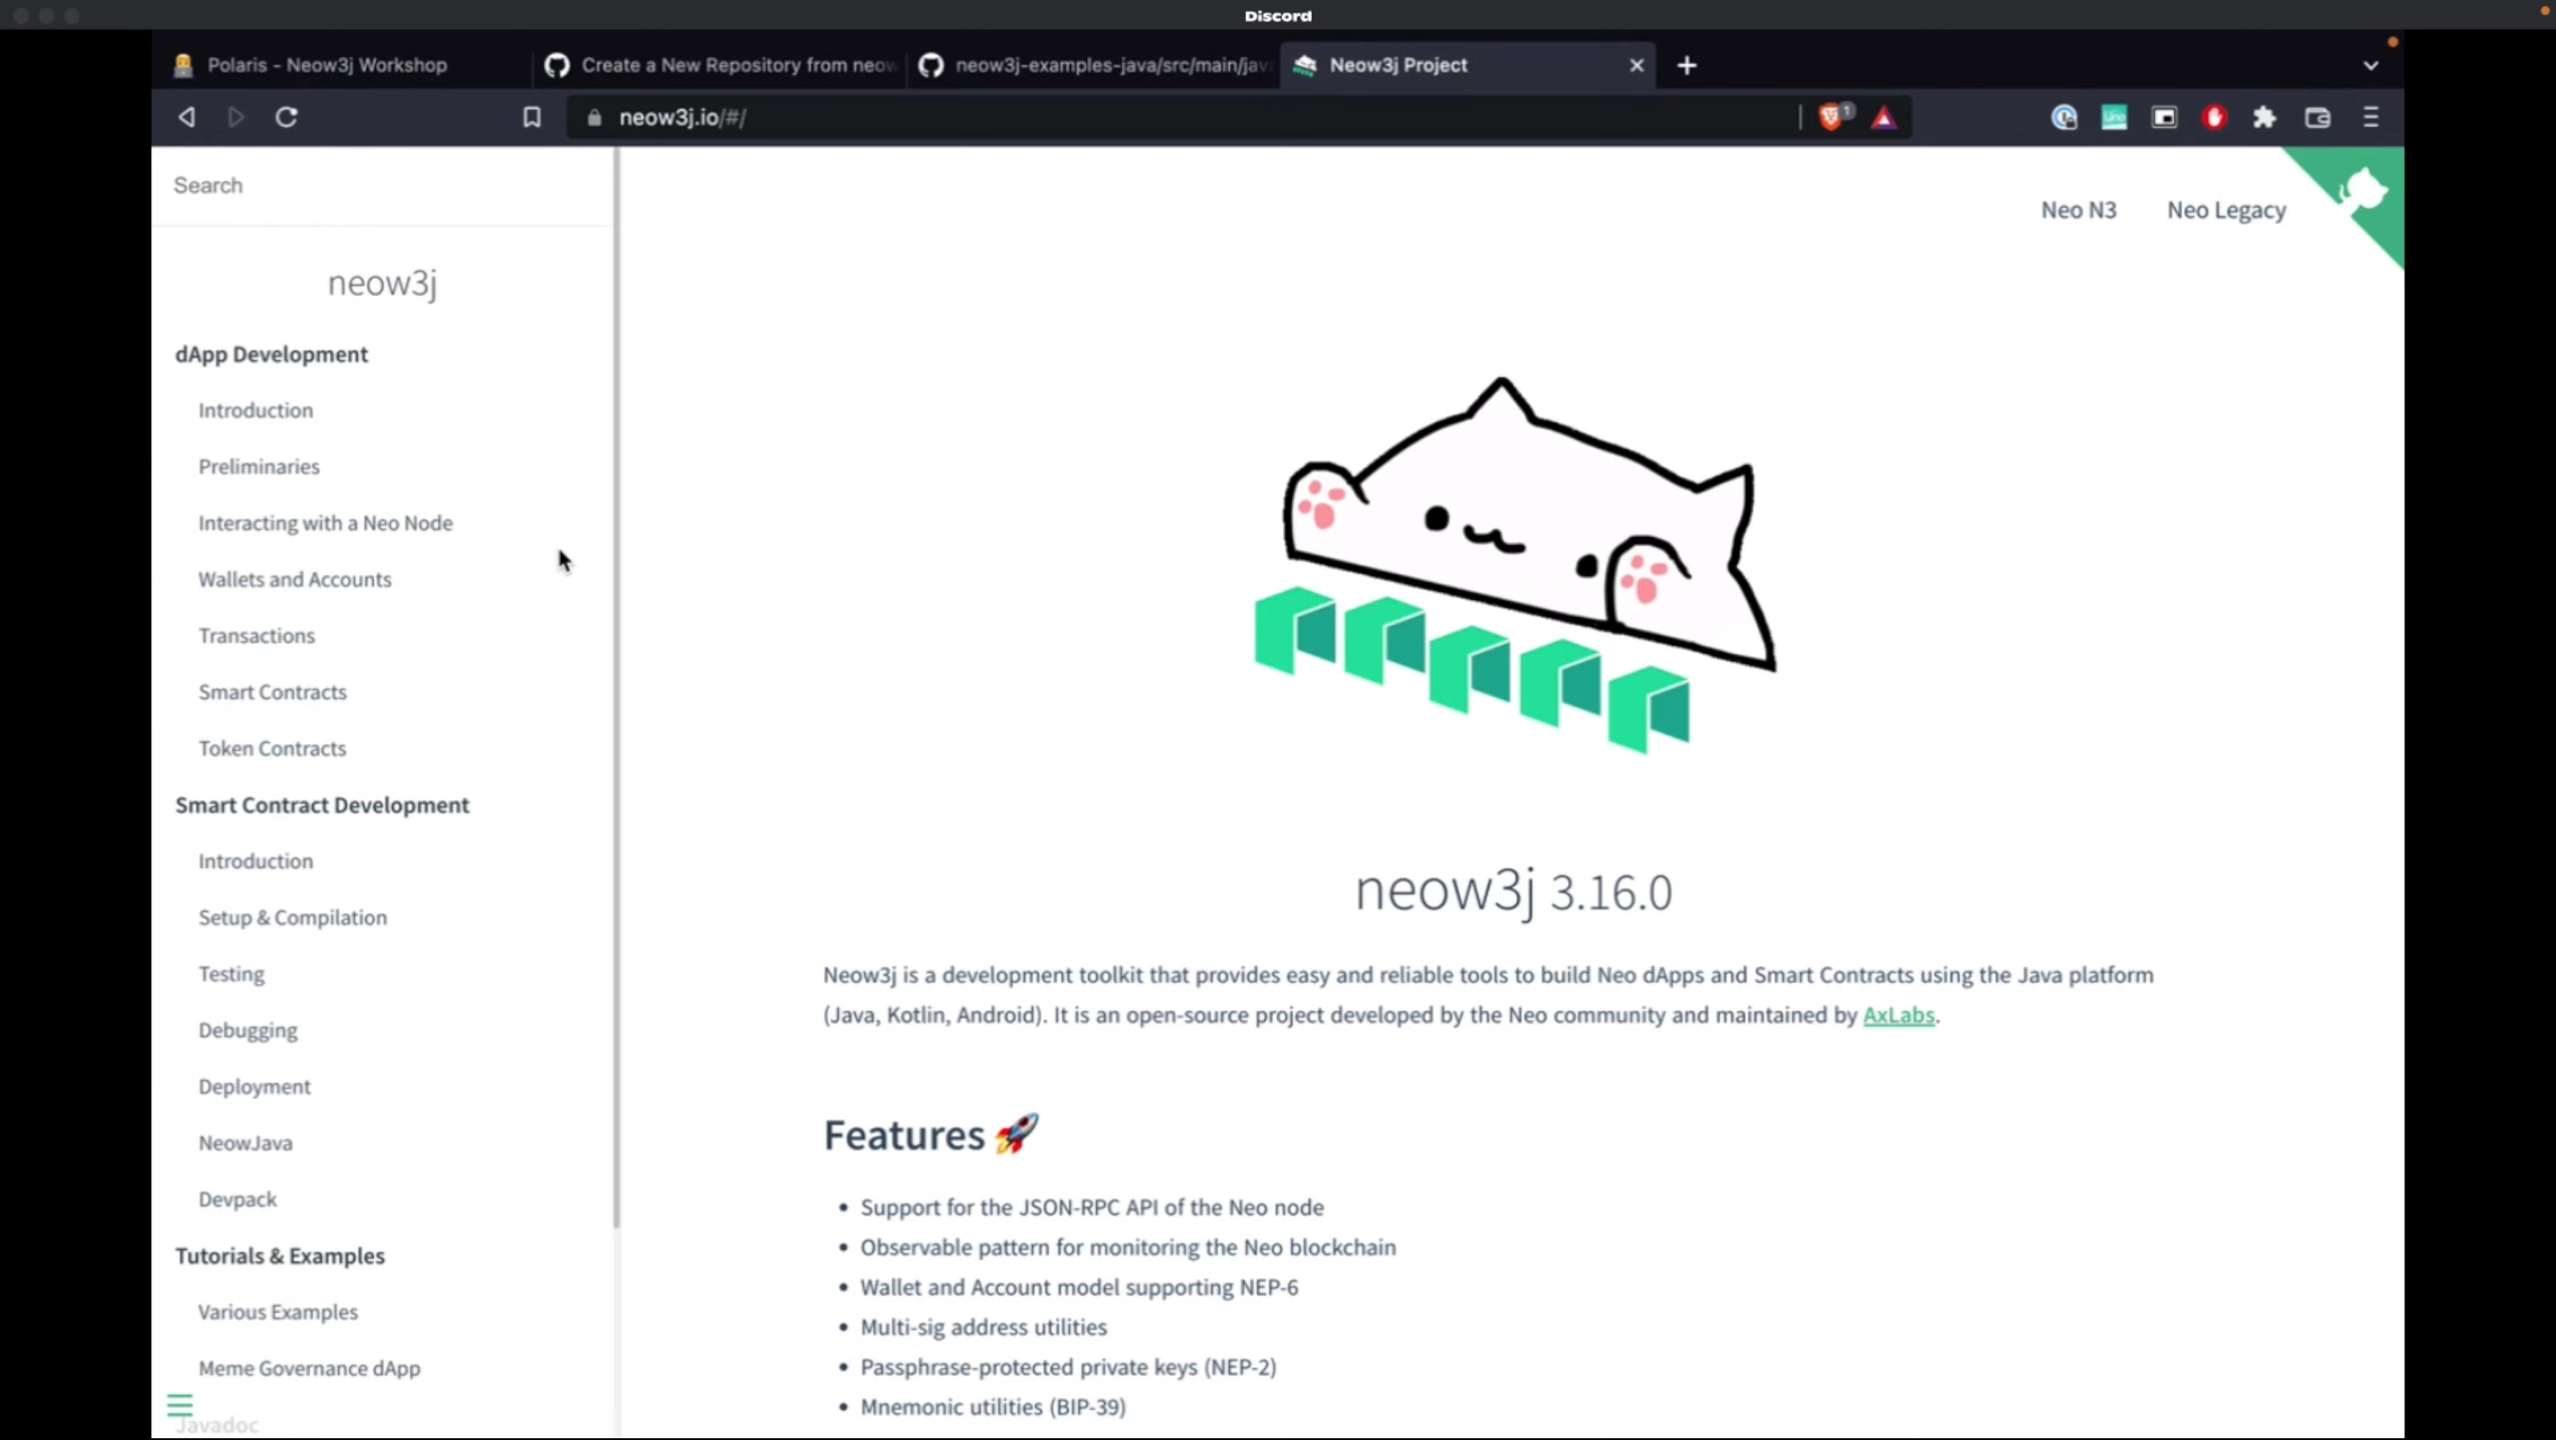 Discord
Polaris - Neow3j Workshop
Create a New Repository from neow
neow3j-examples-java/src/main/jav
Neow3j Project
neow3j.io/#/
1
Search
Neo N3
Neo Legacy
neow3j
dApp Development
Introduction
Preliminaries
Interacting with a Neo Node
Wallets and Accounts
Transactions
Smart Contracts
Token Contracts
Smart Contract Development
Introduction
Setup & Compilation
Testing
Debugging
Deployment
NeowJava
Devpack
Tutorials & Examples
Various Examples
Meme Governance dApp
Javadoc
neow3j 3.16.0
Neow3j is a development toolkit that provides easy and reliable tools to build Neo dApps and Smart Contracts using the Java platform
(Java, Kotlin, Android). It is an open-source project developed by the Neo community and maintained by AxLabs.
Features 🚀
• Support for the JSON-RPC API of the Neo node
• Observable pattern for monitoring the Neo blockchain
• Wallet and Account model supporting NEP-6
• Multi-sig address utilities
• Passphrase-protected private keys (NEP-2)
• Mnemonic utilities (BIP-39)